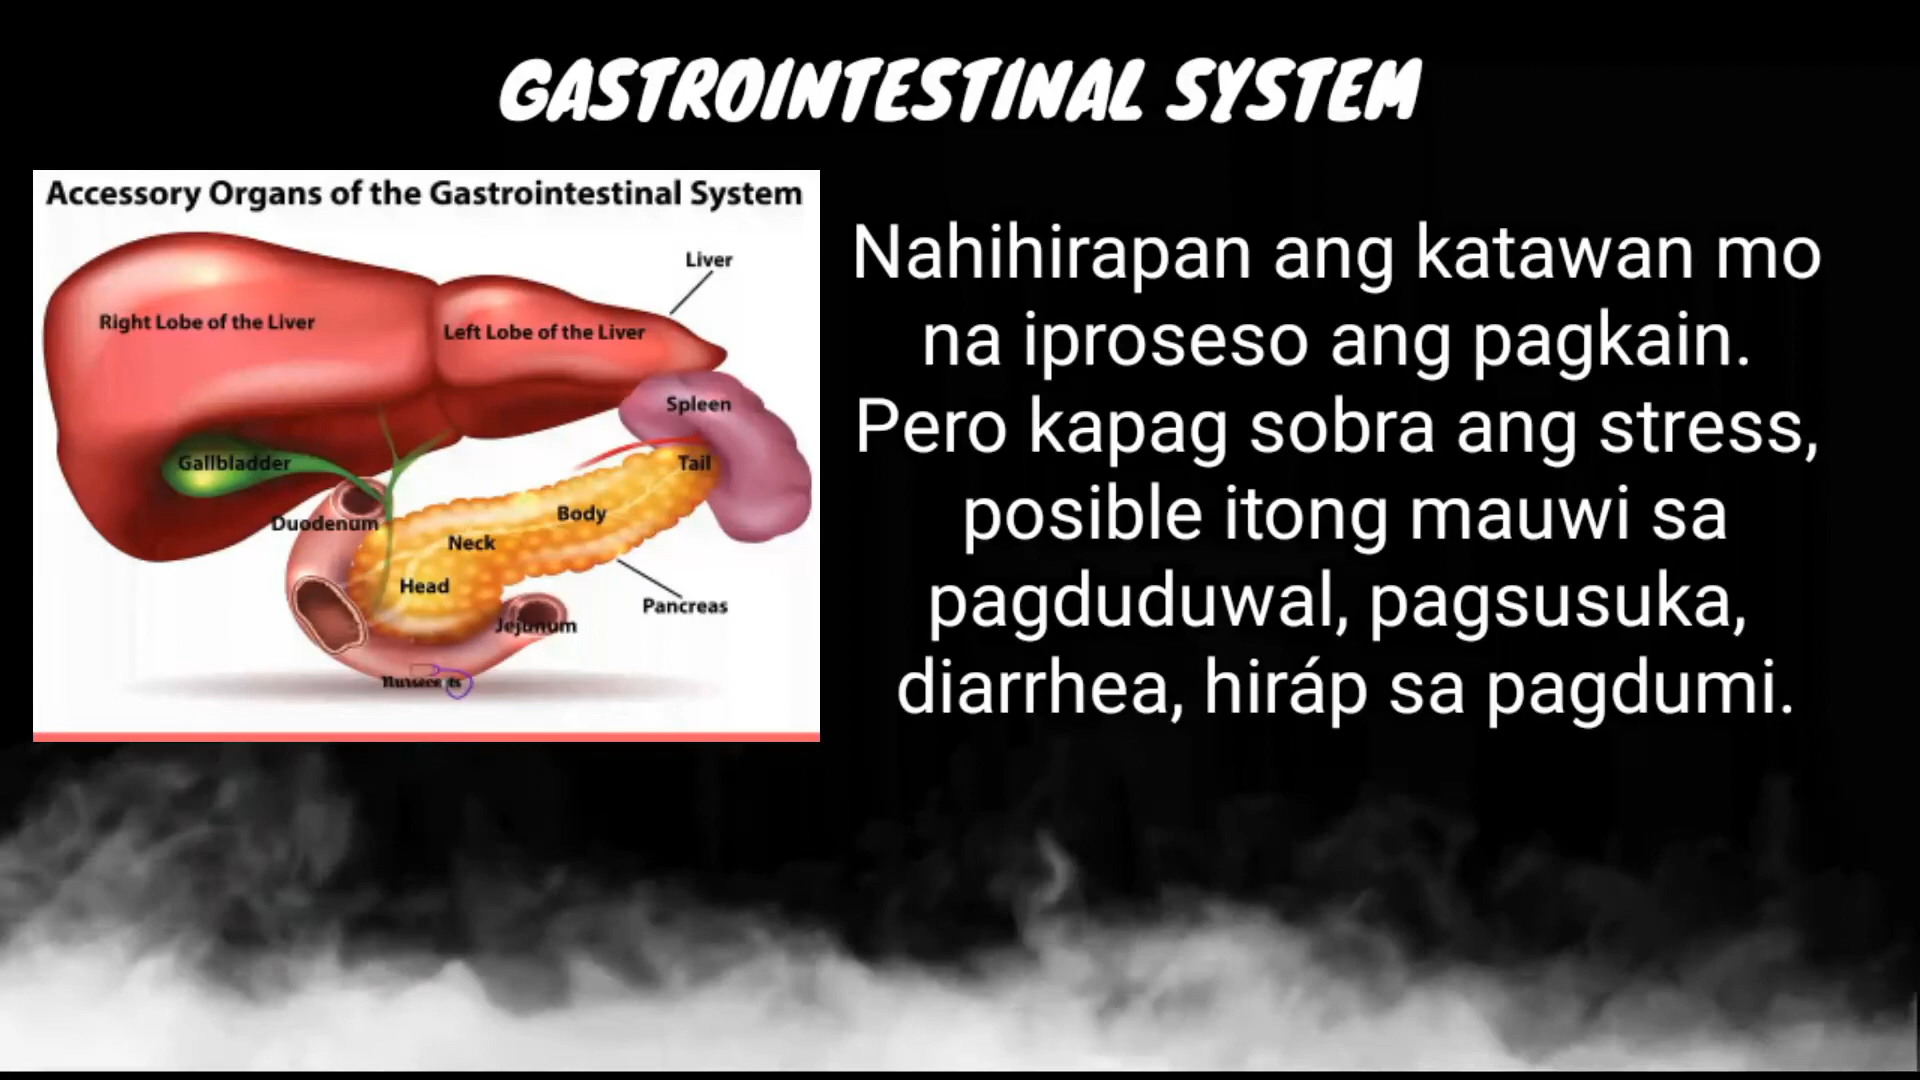 GASTROINTESTINAL SYSTEM
Accessory Organs of the Gastrointestinal System
Liver
Right Lobe of the Liver
Left Lobe of the Liver
Spleen
Gallbladder
Tail
Duodenum
Body
Neck
Head
Pancreas
Jejunum
Nahihirapan ang katawan mo
na iproseso ang pagkain.
Pero kapag sobra ang stress,
posible itong mauwi sa
pagduduwal, pagsusuka,
diarrhea, hiráp sa pagdumi.